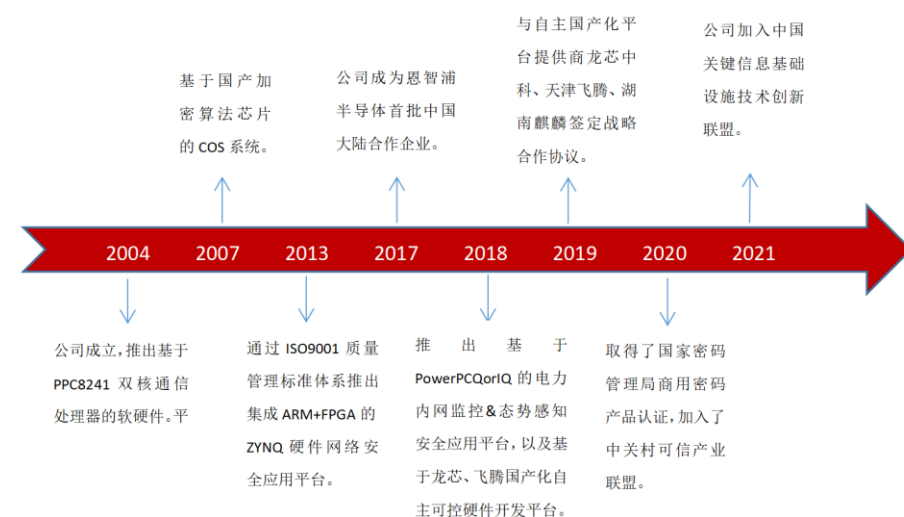 基于国产加
密算法芯片
的 COS 系统。
公司成为恩智浦
半导体首批中国
大陆合作企业。
与自主国产化平
台提供商龙芯中
科、天津飞腾、湖
南麒麟签定战略
合作协议。
公司加入中国
关键信息基础
设施技术创新
联盟。
2004 2007 2013 2017 2018 2019 2020 2021
公司成立，推出基于
PPC8241 双核通信
处理器的软硬件。平
通过 ISO9001 质量
管理标准体系推出
集成 ARM+FPGA 的
ZYNQ 硬件网络安
全应用平台。
推出基于
PowerPCQorIQ 的电力
内网监控&态势感知
安全应用平台，以及基
于龙芯、飞腾国产化自
主可控硬件开发平台。
取得了国家密码
管理局商用密码
产品认证，加入了
中关村可信产业
联盟。